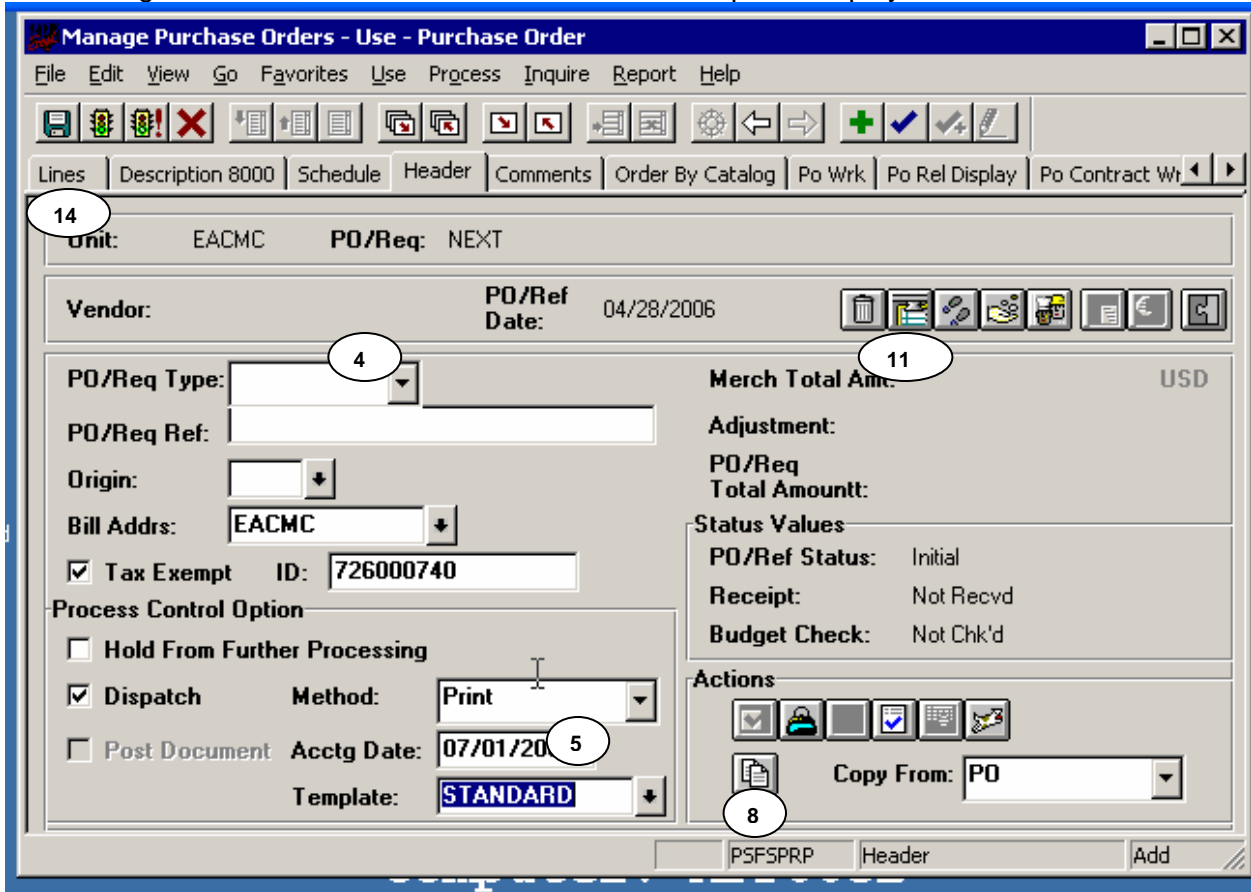 Manage Purchase Orders - Use - Purchase Order
File Edit View Go Favorites Use Process Inquire Report Help
Lines Description 8000 Schedule Header Comments Order By Catalog Po Wrk Po Rel Display Po Contract
14
Unit: EACMC PO/Req: NEXT
Vendor: PO/Ref Date: 04/28/2006
4
11
PO/Req Type: Merch Total Amt: USD
PO/Req Ref: Adjustment:
Origin: PO/Req Total Amountt:
Bill Addrs: EACMC
Status Values
Tax Exempt ID: 726000740
PO/Ref Status: Initial
Process Control Option
Receipt: Not Recvd
Hold From Further Processing
Budget Check: Not Chk'd
Actions
Dispatch Method: Print
Post Document Acctg Date: 07/01/20
5
Copy From: PO
Template: STANDARD
8
PSFSPRP Header Add